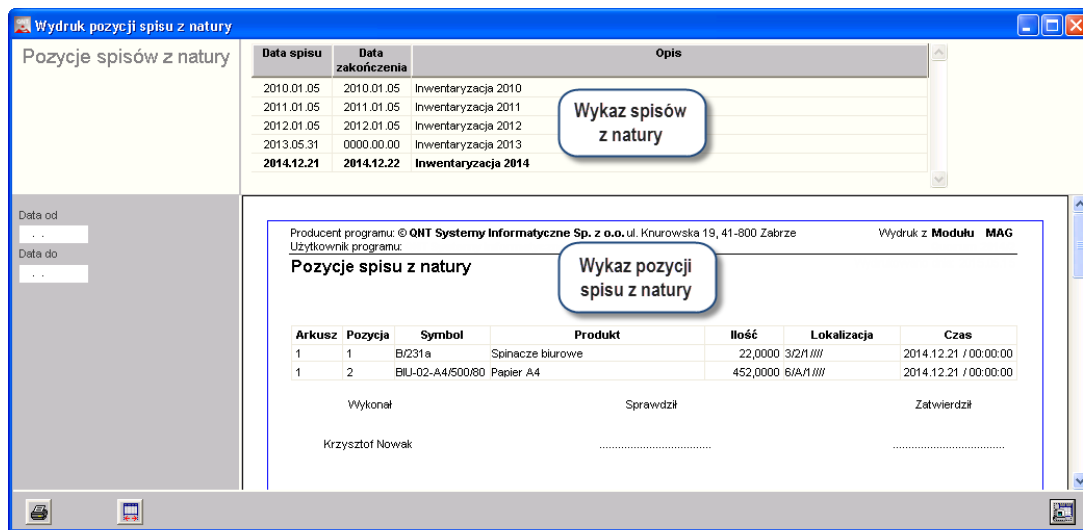 Wydruk pozycji spisu z natury
Pozycje spisów z natury
Data spisu Data zakończenia Opis
2010.01.05 2010.01.05 Inwentaryzacja 2010
2011.01.05 2011.01.05 Inwentaryzacja 2011
2012.01.05 2012.01.05 Inwentaryzacja 2012
2013.05.31 0000.00.00 Inwentaryzacja 2013
2014.12.21 2014.12.22 Inwentaryzacja 2014
Wykaz spisów
z natury
Data od
. .
Data do
. .
Producent programu: © QNT Systemy Informatyczne Sp. z o.o. ul. Knurowska 19, 41-800 Zabrze Wydruk z Modułu MAG
Użytkownik programu:
Pozycje spisu z natury
Wykaz pozycji
spisu z natury
Arkusz Pozycja Symbol Produkt Ilość Lokalizacja Czas
1 1 B/231a Spinacze biurowe 22,0000 3/2/1//// 2014.12.21 / 00:00:00
1 2 BIU-02-A4/500/80 Papier A4 452,0000 6/A/1//// 2014.12.21 / 00:00:00
Wykonał Sprawdził Zatwierdził
Krzysztof Nowak ..................................... .....................................